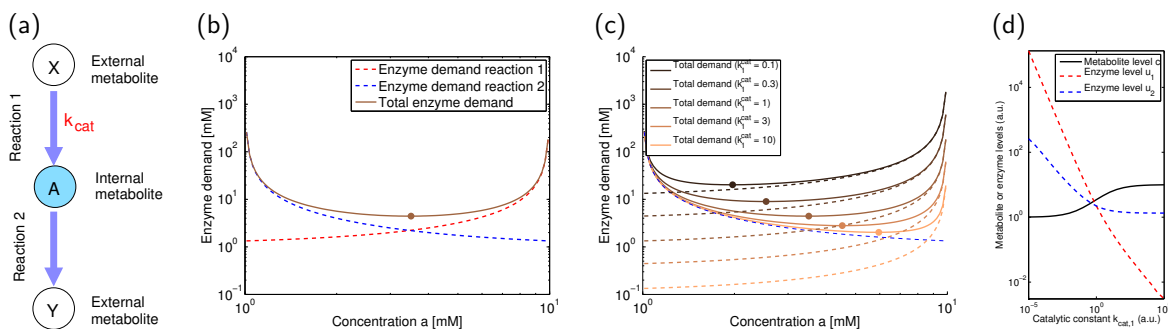 (a)
X
External
metabolite
Reaction 1
k_cat
A
Internal
metabolite
Reaction 2
Y
External
metabolite
(b)
Enzyme demand reaction 1
Enzyme demand reaction 2
Total enzyme demand
Enzyme demand [mM]
10^4
10^3
10^2
10^1
10^0
10^-1
10^0
10^1
Concentration a [mM]
(c)
Total demand (k_1^cat = 0.1)
Total demand (k_1^cat = 0.3)
Total demand (k_1^cat = 1)
Total demand (k_1^cat = 3)
Total demand (k_1^cat = 10)
Enzyme demand [mM]
10^4
10^3
10^2
10^1
10^0
10^-1
10^0
10^1
Concentration a [mM]
(d)
Metabolite level c
Enzyme level u_1
Enzyme level u_2
Metabolite or enzyme levels (a.u.)
10^4
10^2
10^0
10^-2
10^-5
10^0
10^5
Catalytic constant k_cat,1 (a.u.)